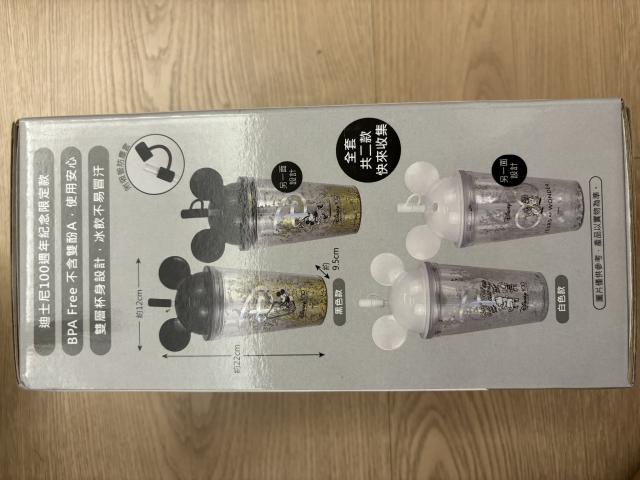 迪士尼100週年紀念限定款
BPA Free 不含雙酚A，使用安心
雙層杯身設計，冰飲不易冒汗
全套
共二款
快來收集
另一面
設計
另一面
設計
約12cm
約22cm
約
9.5cm
黑色款
白色款
圖片僅供參考，產品以實物為準。